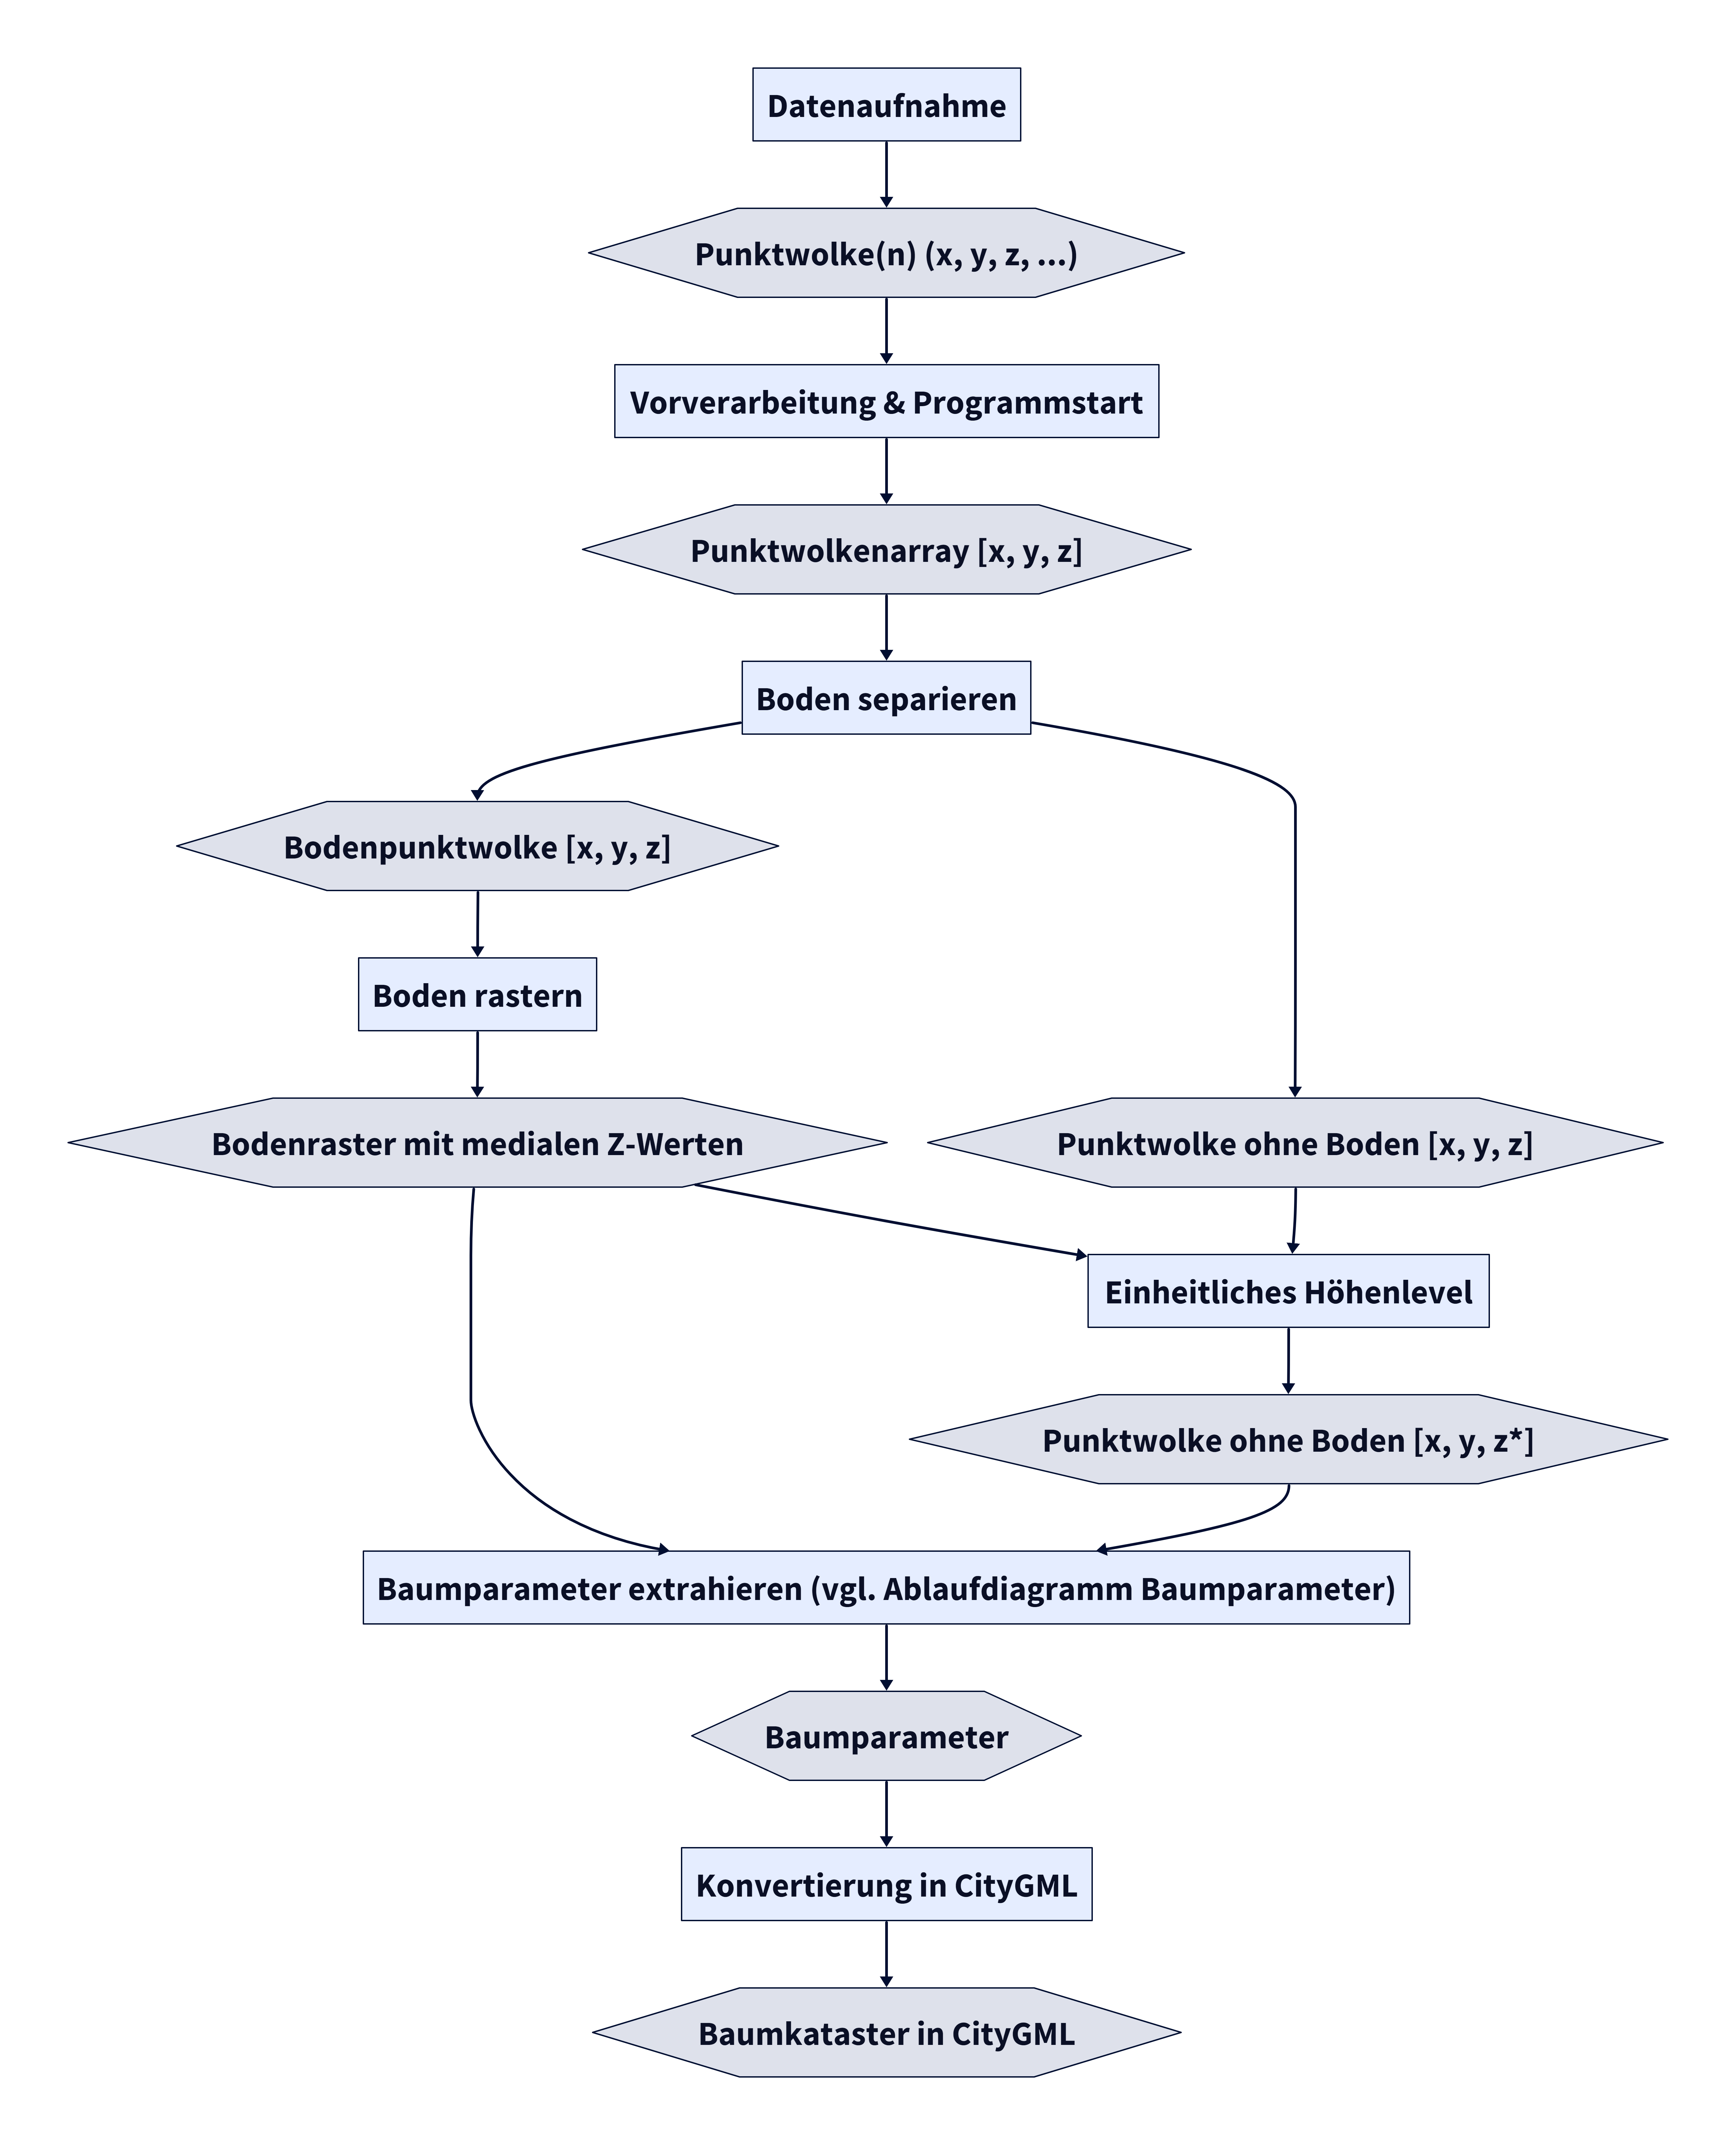 Datenaufnahme
Punktwolke(n) (x, y, z, ...)
Vorverarbeitung & Programmstart
Punktwolkenarray [x, y, z]
Boden separieren
Bodenpunktwolke [x, y, z]
Boden rastern
Bodenraster mit medialen Z-Werten
Punktwolke ohne Boden [x, y, z]
Einheitliches Höhenlevel
Punktwolke ohne Boden [x, y, z*]
Baumparameter extrahieren (vgl. Ablaufdiagramm Baumparameter)
Baumparameter
Konvertierung in CityGML
Baumkataster in CityGML